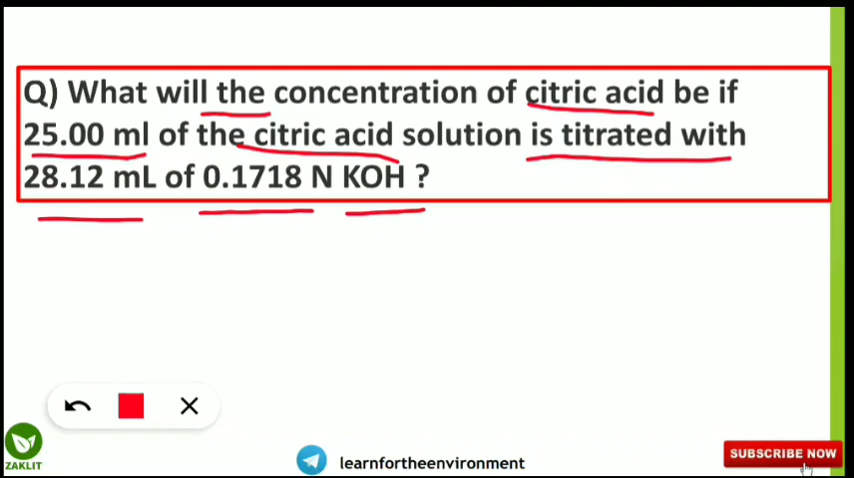 Q) What will the concentration of citric acid be if
25.00 ml of the citric acid solution is titrated with
28.12 mL of 0.1718 N KOH ?
ZAKLIT
learnfortheenvironment
SUBSCRIBE NOW